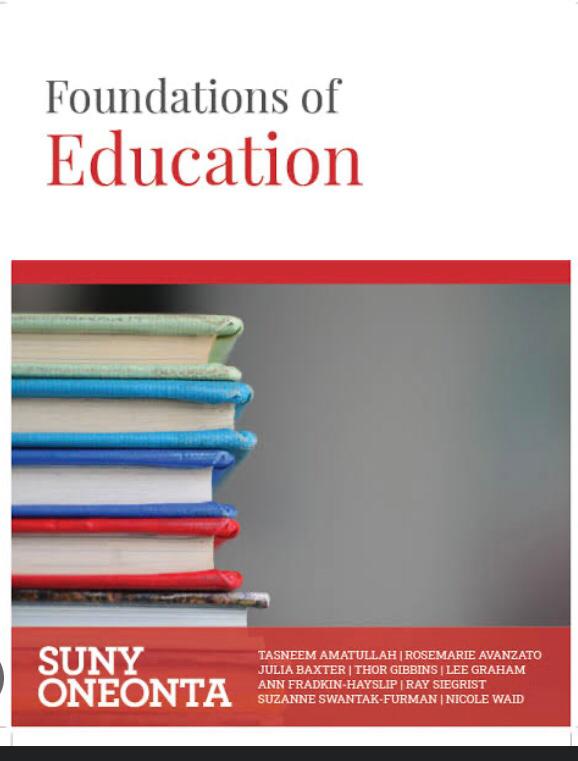 Foundations of
Education
SUNY
ONEONTA
TASNEEM AMATULLAH | ROSEMARIE AVANZATO
JULIA BAXTER | THOR GIBBINS | LEE GRAHAM
ANN FRADKIN-HAYSLIP | RAY SIEGRIST
SUZANNE SWANTAK-FURMAN | NICOLE WAID